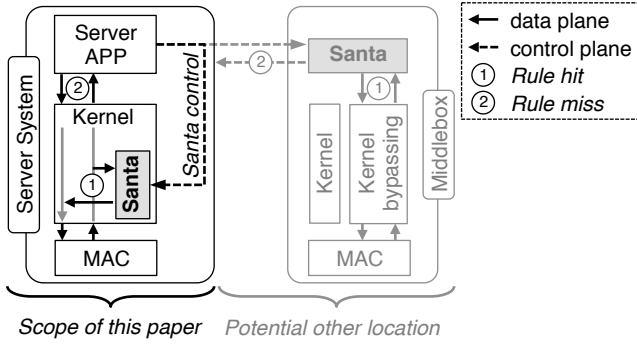 Server
APP
Santa
data plane
control plane
1 Rule hit
2 Rule miss
2
2
1
Kernel
Santa control
Server System
1
Santa
Kernel
Kernel
bypassing
Middlebox
MAC
MAC
Scope of this paper
Potential other location